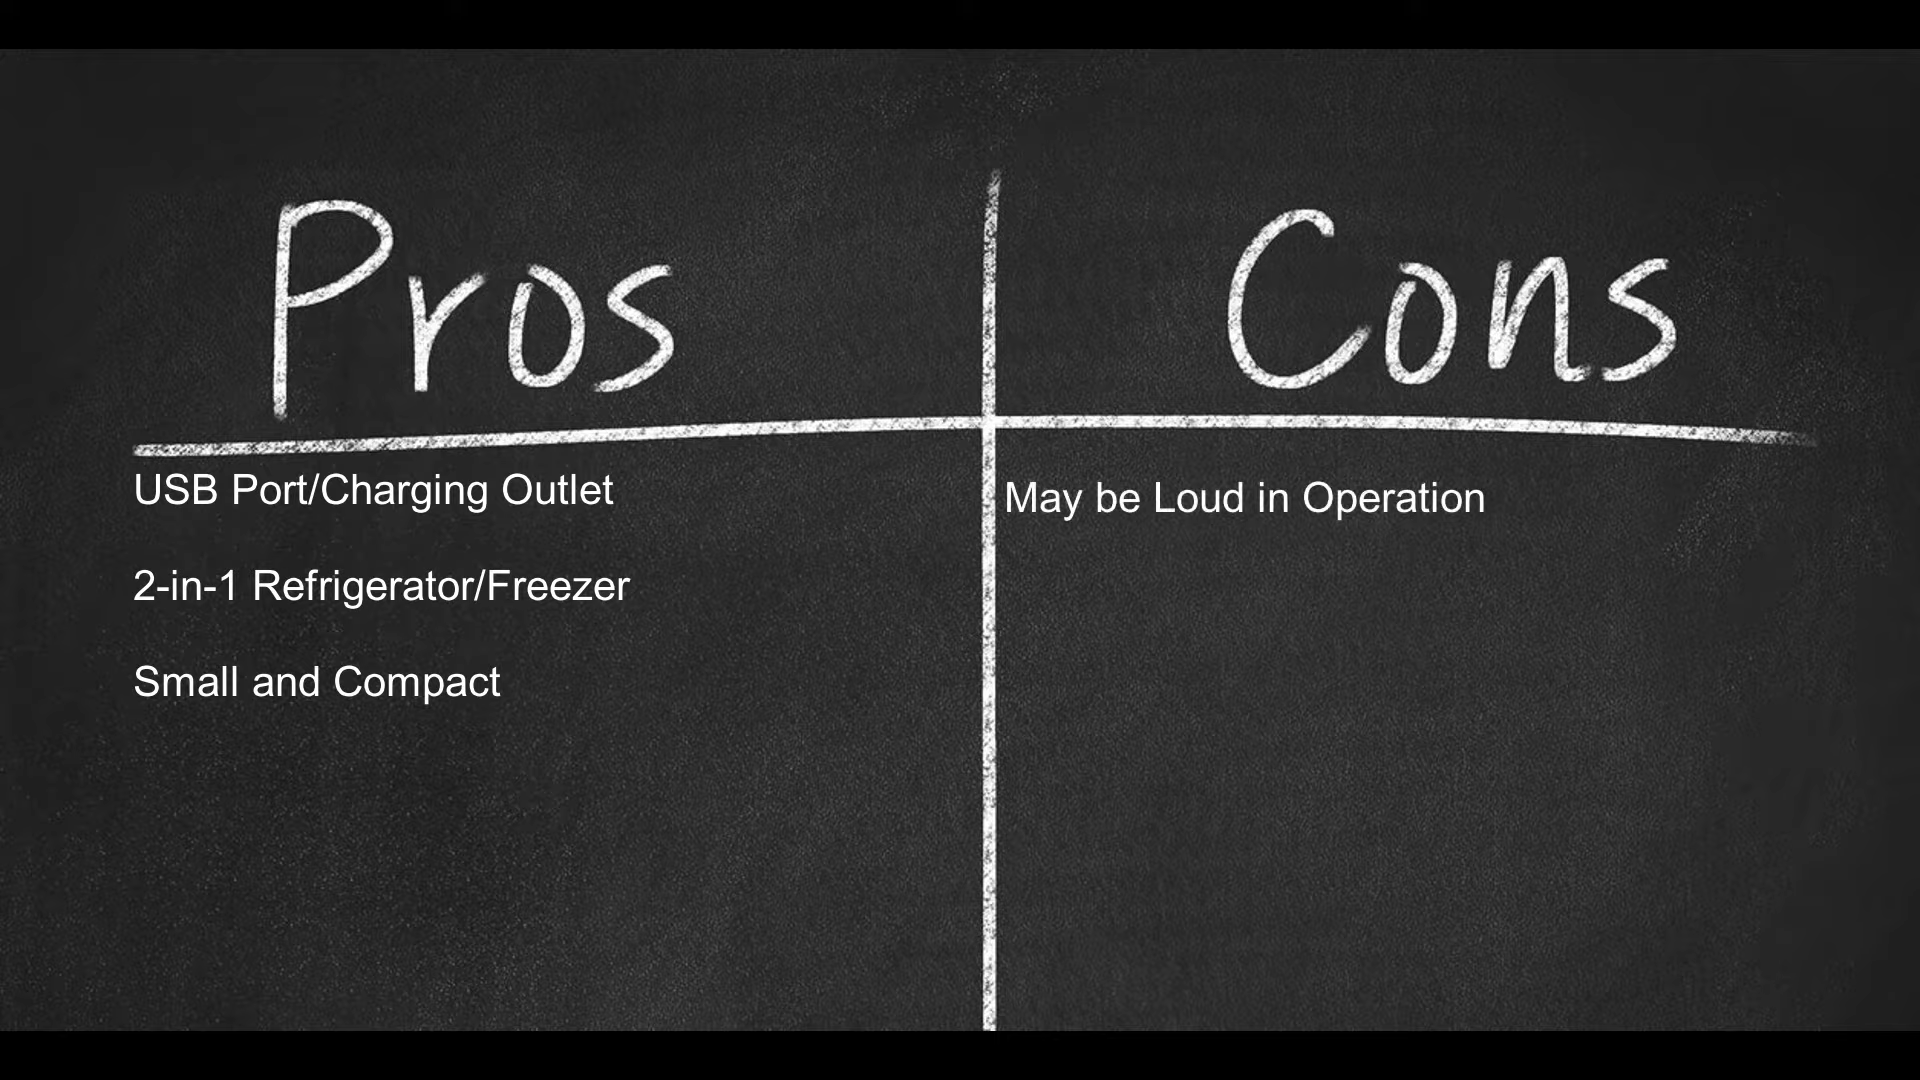 Pros
Cons
USB Port/Charging Outlet
May be Loud in Operation
2-in-1 Refrigerator/Freezer
Small and Compact